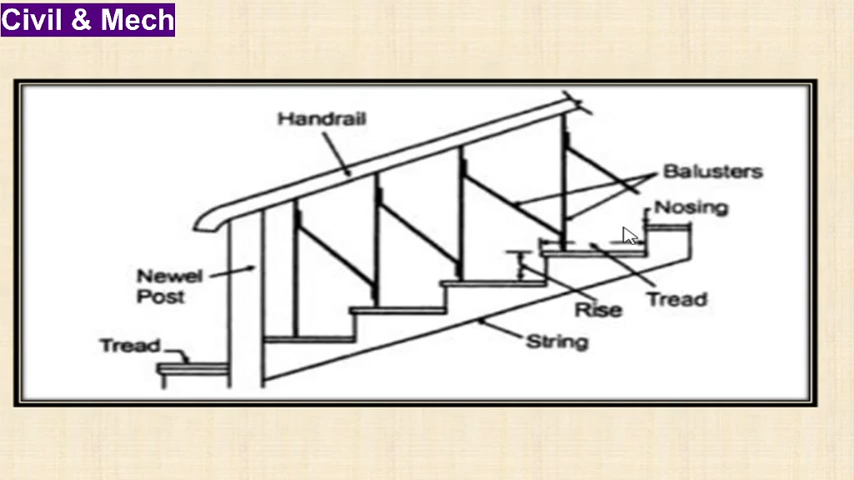 Civil & Mech
Handrail
Balusters
Nosing
Newel
Post
Tread
Rise
String
Tread